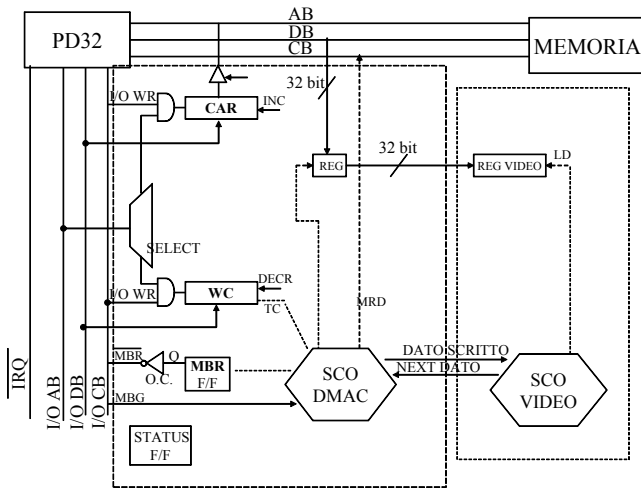 AB
PD32
DB
CB
MEMORIA
I/O WR
CAR
INC
32 bit
32 bit
REG
REG VIDEO
LD
SELECT
I/O WR
WC
DECR
TC
MRD
MBR
Q
O.C.
MBR
F/F
SCO
DMAC
DATO SCRITTO
NEXT DATO
SCO
VIDEO
MBG
STATUS
F/F
IRQ
I/O AB
I/O DB
I/O CB